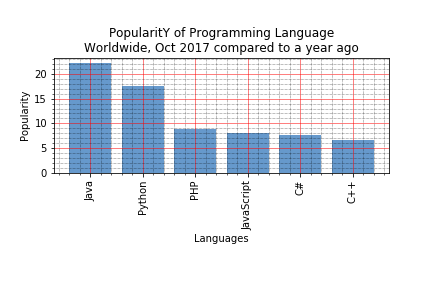 PopularitY of Programming Language
Worldwide, Oct 2017 compared to a year ago
Popularity
20
15
10
5
0
Java
Python
PHP
JavaScript
C#
C++
Languages